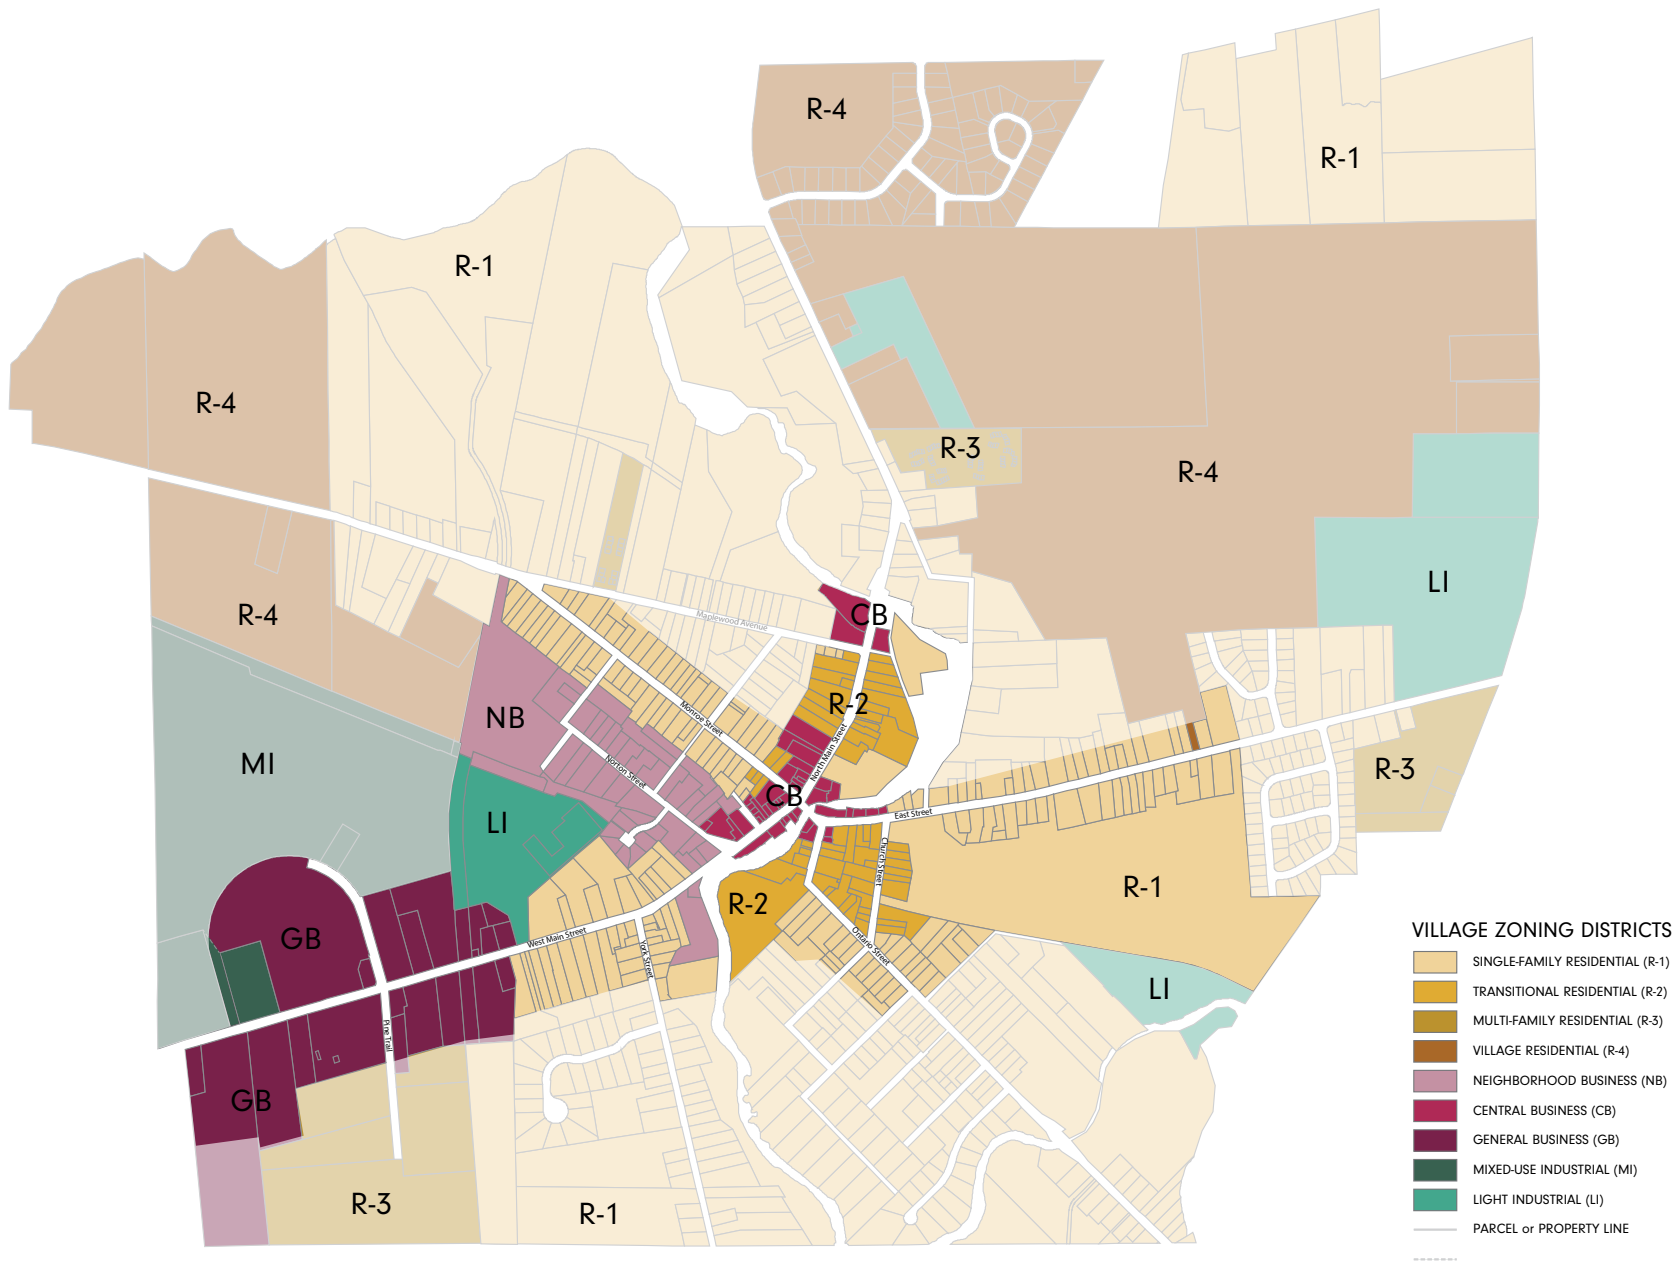 R-4
R-1
R-1
R-4
R-3
R-4
LI
R-4
CB
Maplewood Avenue
NB
R-2
Monroe Street
North Main Street
MI
Norton Street
CB
R-3
LI
East Street
Church Street
R-1
R-2
GB
West Main Street
York Street
Ontario Street
LI
Pine Trail
GB
R-3
R-1
VILLAGE ZONING DISTRICTS
SINGLE-FAMILY RESIDENTIAL (R-1)
TRANSITIONAL RESIDENTIAL (R-2)
MULTI-FAMILY RESIDENTIAL (R-3)
VILLAGE RESIDENTIAL (R-4)
NEIGHBORHOOD BUSINESS (NB)
CENTRAL BUSINESS (CB)
GENERAL BUSINESS (GB)
MIXED-USE INDUSTRIAL (MI)
LIGHT INDUSTRIAL (LI)
PARCEL or PROPERTY LINE